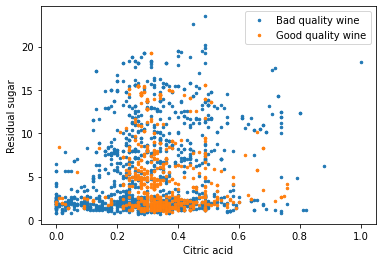 Bad quality wine
Good quality wine
20
15
10
5
0
Residual sugar
0.0 0.2 0.4 0.6 0.8 1.0
Citric acid